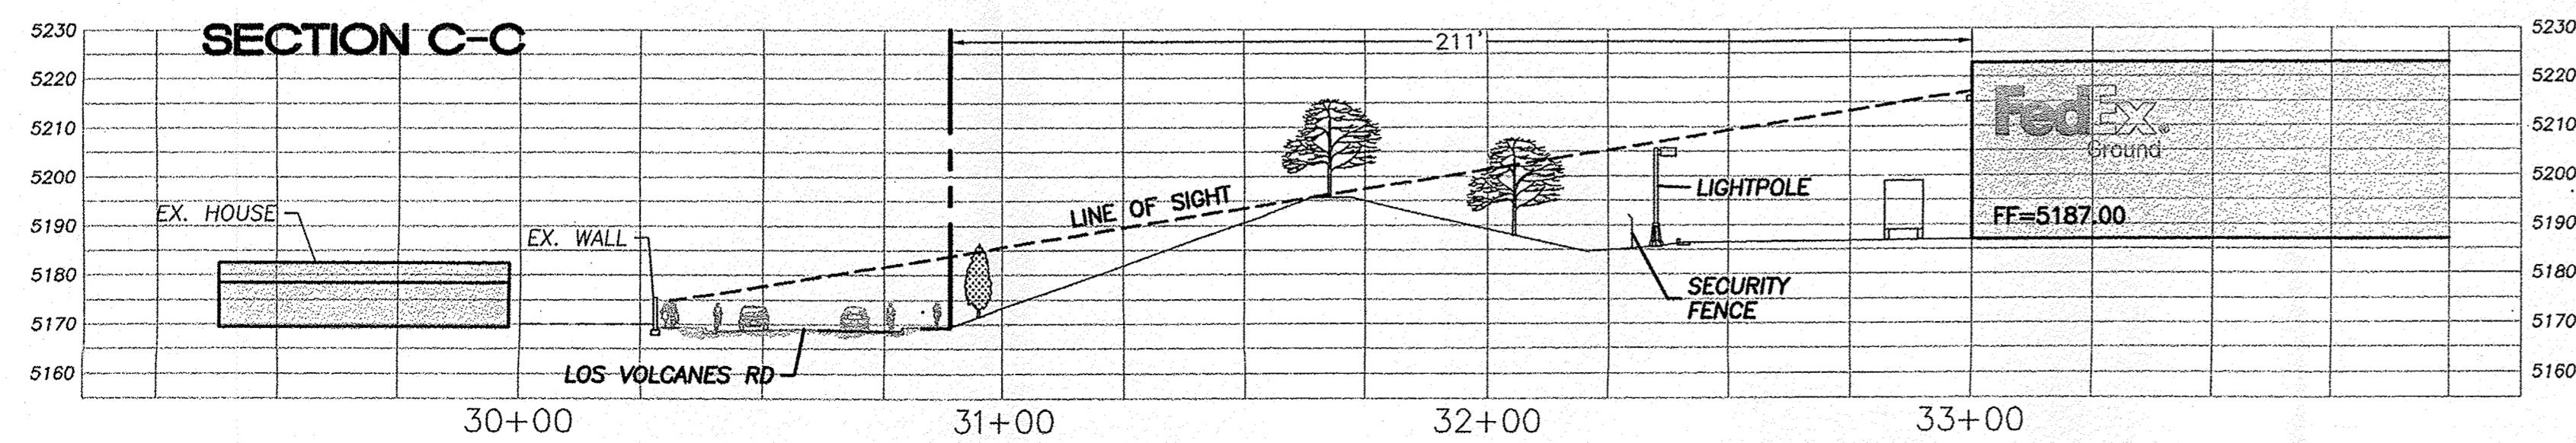 SECTION C-C
5230
5220
5210
5200
5190
5180
5170
5160
211'
EX. HOUSE
EX. WALL
LINE OF SIGHT
LOS VOLCANES RD
LIGHTPOLE
SECURITY
FENCE
FedEx®
Ground
FF=5187.00
5230
5220
5210
5200
5190
5180
5170
5160
30+00
31+00
32+00
33+00